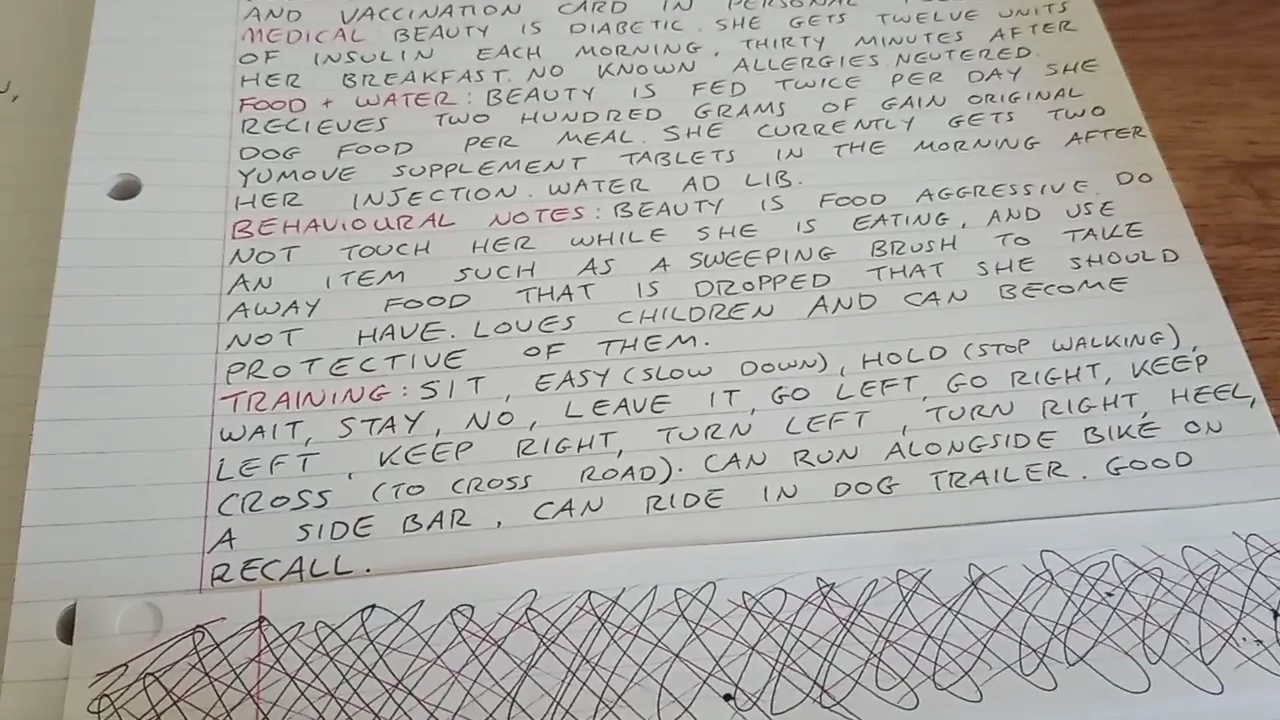 AND VACCINATION CARD IN
MEDICAL: BEAUTY IS DIABETIC. SHE GETS TWELVE UNITS
OF INSULIN EACH MORNING, THIRTY MINUTES AFTER
HER BREAKFAST. NO KNOWN ALLERGIES. NEUTERED.
FOOD + WATER: BEAUTY IS FED TWICE PER DAY. SHE
RECIEVES TWO HUNDRED GRAMS OF GAIN ORIGINAL
DOG FOOD PER MEAL. SHE CURRENTLY GETS TWO
YUMOVE SUPPLEMENT TABLETS IN THE MORNING AFTER
HER INJECTION. WATER AD LIB.
BEHAVIOURAL NOTES: BEAUTY IS FOOD AGGRESSIVE. DO
NOT TOUCH HER WHILE SHE IS EATING, AND USE
AN ITEM SUCH AS A SWEEPING BRUSH TO TAKE
AWAY FOOD THAT IS DROPPED THAT SHE SHOULD
NOT HAVE. LOVES CHILDREN AND CAN BECOME
PROTECTIVE OF THEM.
TRAINING: SIT, EASY (SLOW DOWN), HOLD (STOP WALKING),
WAIT, STAY, NO, LEAVE IT, GO LEFT, GO RIGHT, KEEP
LEFT, KEEP RIGHT, TURN LEFT, TURN RIGHT, HEEL,
CROSS (TO CROSS ROAD). CAN RUN ALONGSIDE BIKE ON
A SIDE BAR, CAN RIDE IN DOG TRAILER. GOOD
RECALL.